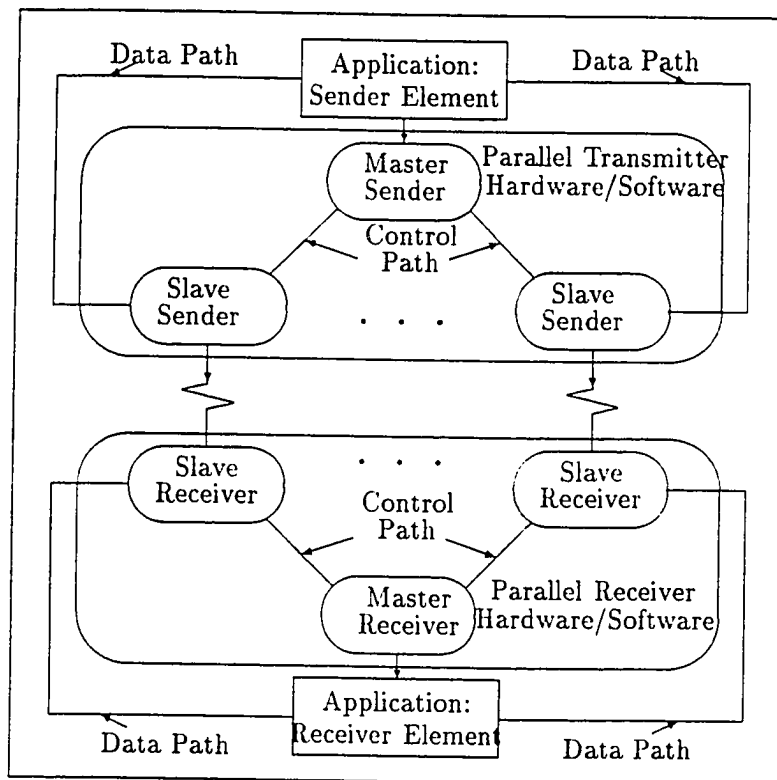 Data Path
Application:
Sender Element
Data Path
Master
Sender
Parallel Transmitter
Hardware/Software
Control
Path
Slave
Sender
. . .
Slave
Sender
Slave
Receiver
. . .
Slave
Receiver
Control
Path
Master
Receiver
Parallel Receiver
Hardware/Software
Application:
Receiver Element
Data Path
Data Path